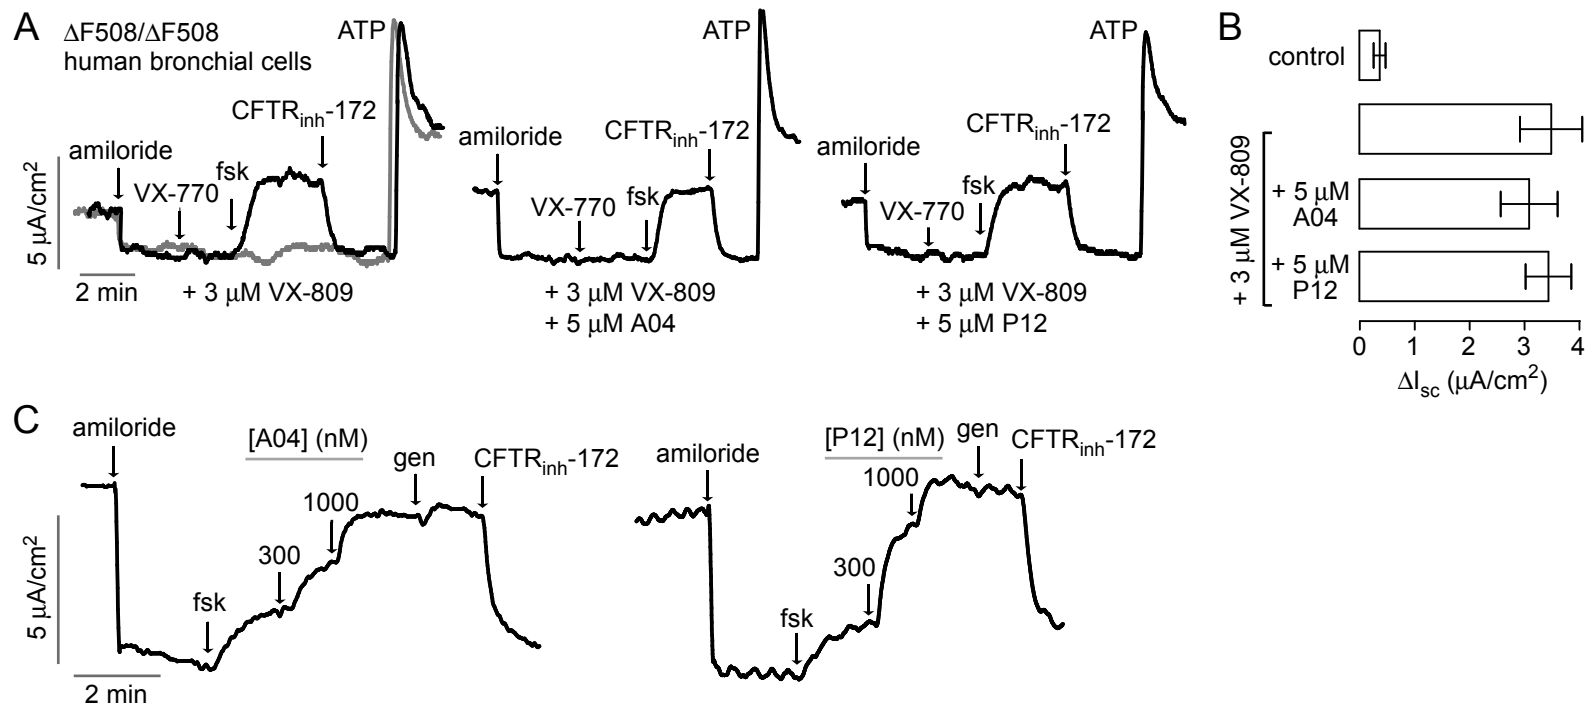 A
ΔF508/ΔF508
human bronchial cells
amiloride
VX-770
fsk
CFTRinh-172
ATP
5 μA/cm2
2 min
+ 3 μM VX-809
amiloride
VX-770
fsk
CFTRinh-172
ATP
+ 3 μM VX-809
+ 5 μM A04
amiloride
VX-770
fsk
CFTRinh-172
ATP
+ 3 μM VX-809
+ 5 μM P12
B
control
+ 3 μM VX-809
+ 5 μM
A04
+ 5 μM
P12
0 1 2 3 4
ΔIsc (μA/cm2)
C
amiloride
[A04] (nM)
fsk
300
1000
gen
CFTRinh-172
5 μA/cm2
2 min
amiloride
[P12] (nM)
fsk
300
1000
gen
CFTRinh-172